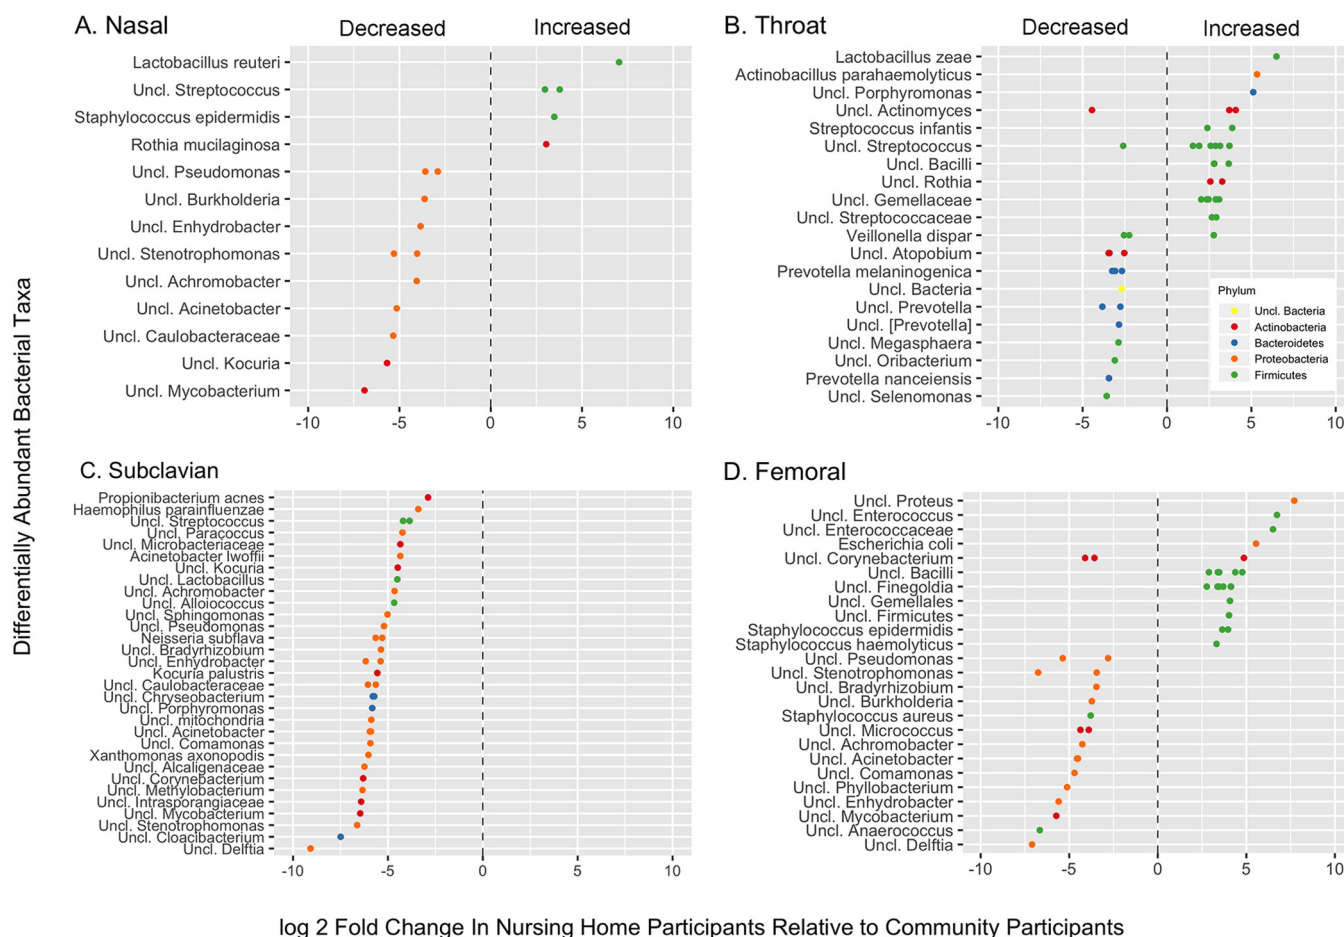 A. Nasal
Decreased
Increased
Lactobacillus reuteri
Uncl. Streptococcus
Staphylococcus epidermidis
Rothia mucilaginosa
Uncl. Pseudomonas
Uncl. Burkholderia
Uncl. Enhydrobacter
Uncl. Stenotrophomonas
Uncl. Achromobacter
Uncl. Acinetobacter
Uncl. Caulobacteraceae
Uncl. Kocuria
Uncl. Mycobacterium
-10 -5 0 5 10
B. Throat
Decreased
Increased
Lactobacillus zeae
Actinobacillus parahaemolyticus
Uncl. Porphyromonas
Uncl. Actinomyces
Streptococcus infantis
Uncl. Streptococcus
Uncl. Bacilli
Uncl. Rothia
Uncl. Gemellaceae
Uncl. Streptococcaceae
Veillonella dispar
Uncl. Atopobium
Prevotella melaninogenica
Uncl. Bacteria
Uncl. Prevotella
Uncl. [Prevotella]
Uncl. Megasphaera
Uncl. Oribacterium
Prevotella nanceiensis
Uncl. Selenomonas
-10 -5 0 5 10
Phylum
Uncl. Bacteria
Actinobacteria
Bacteroidetes
Proteobacteria
Firmicutes
Differentially Abundant Bacterial Taxa
C. Subclavian
Propionibacterium acnes
Haemophilus parainfluenzae
Uncl. Streptococcus
Uncl. Paracoccus
Uncl. Microbacteriaceae
Acinetobacter lwoffii
Uncl. Kocuria
Uncl. Lactobacillus
Uncl. Achromobacter
Uncl. Alloiococcus
Uncl. Sphingomonas
Uncl. Pseudomonas
Neisseria subflava
Uncl. Bradyrhizobium
Uncl. Enhydrobacter
Kocuria palustris
Uncl. Caulobacteraceae
Uncl. Chryseobacterium
Uncl. Porphyromonas
Uncl. mitochondria
Uncl. Acinetobacter
Uncl. Comamonas
Xanthomonas axonopodis
Uncl. Alcaligenaceae
Uncl. Corynebacterium
Uncl. Methylobacterium
Uncl. Intrasporangiaceae
Uncl. Mycobacterium
Uncl. Stenotrophomonas
Uncl. Cloacibacterium
Uncl. Delftia
-10 -5 0 5 10
D. Femoral
Uncl. Proteus
Uncl. Enterococcus
Uncl. Enterococcaceae
Escherichia coli
Uncl. Corynebacterium
Uncl. Bacilli
Uncl. Finegoldia
Uncl. Gemellales
Uncl. Firmicutes
Staphylococcus epidermidis
Staphylococcus haemolyticus
Uncl. Pseudomonas
Uncl. Stenotrophomonas
Uncl. Bradyrhizobium
Uncl. Burkholderia
Staphylococcus aureus
Uncl. Micrococcus
Uncl. Achromobacter
Uncl. Acinetobacter
Uncl. Comamonas
Uncl. Phyllobacterium
Uncl. Enhydrobacter
Uncl. Mycobacterium
Uncl. Anaerococcus
Uncl. Delftia
-10 -5 0 5 10
log 2 Fold Change In Nursing Home Participants Relative to Community Participants